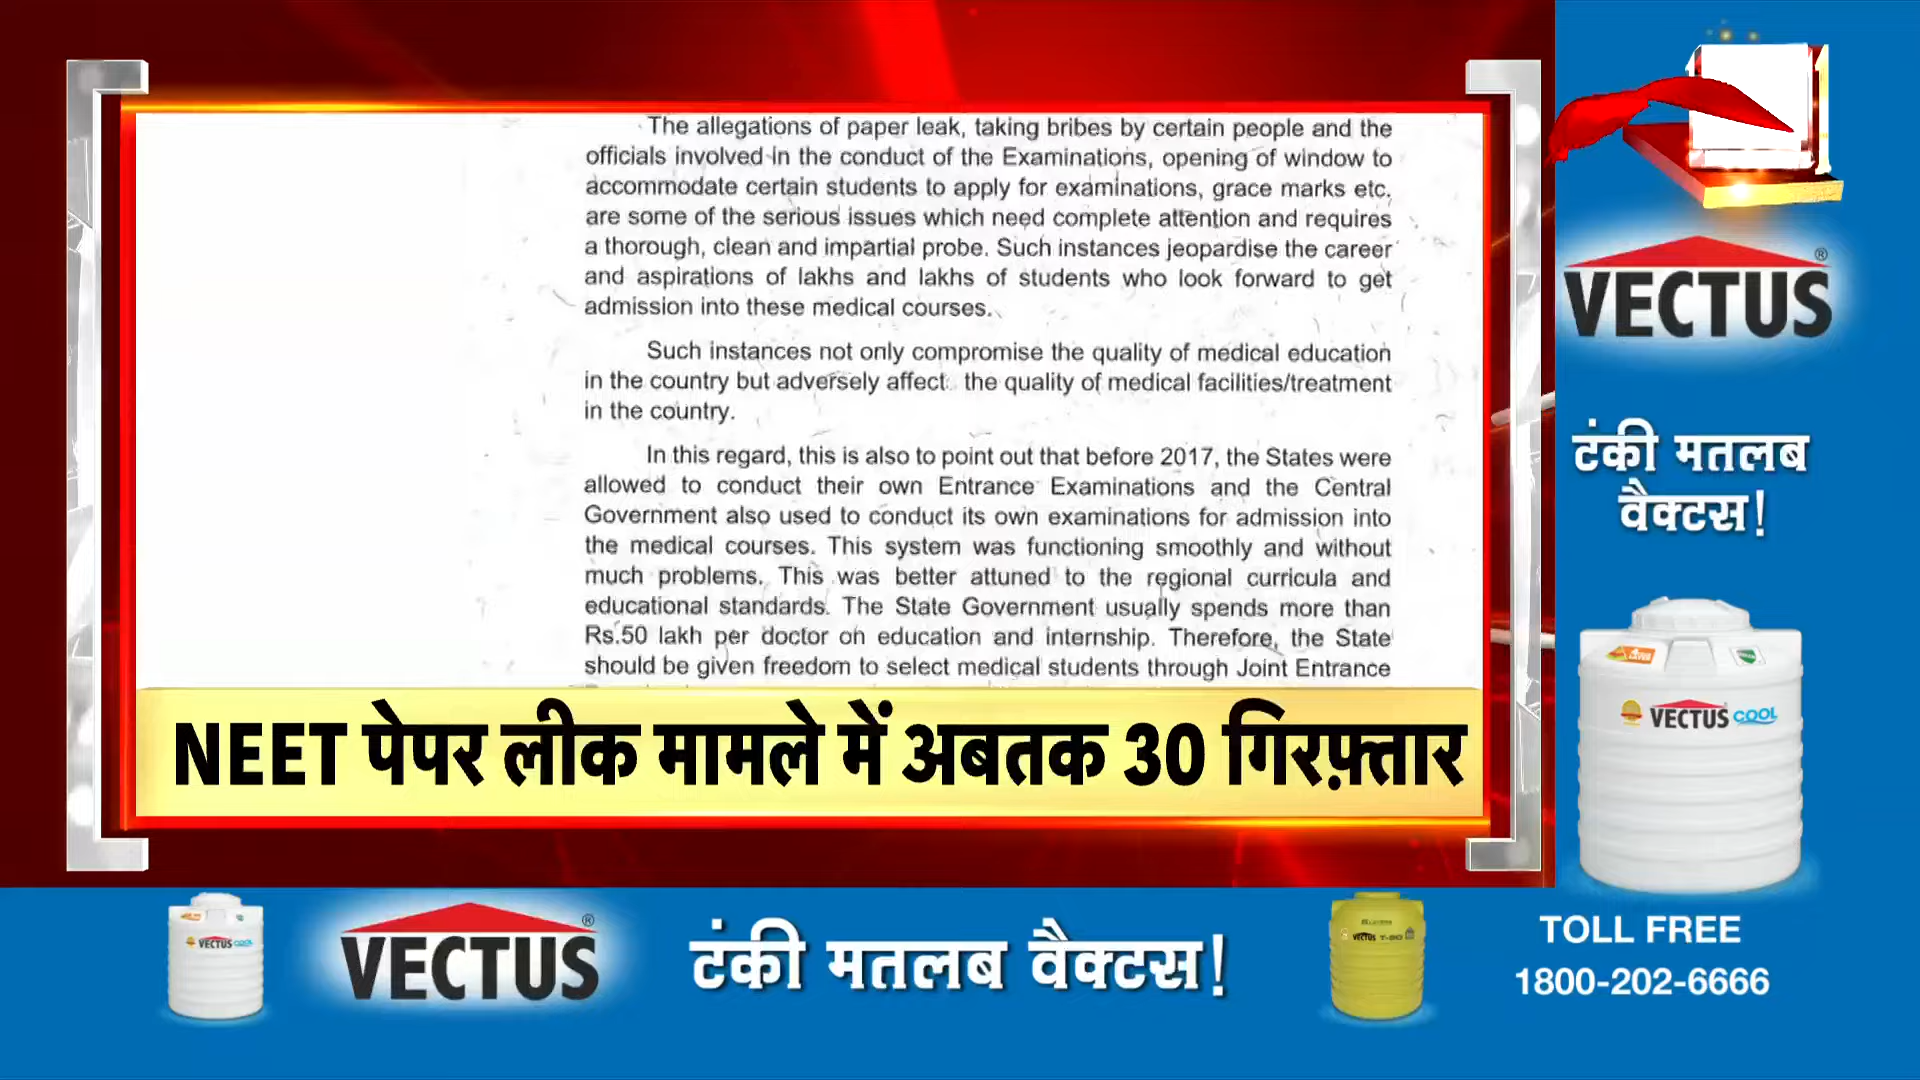 The allegations of paper leak, taking bribes by certain people and the
officials involved in the conduct of the Examinations, opening of window to
accommodate certain students to apply for examinations, grace marks etc,
are some of the serious issues which need complete attention and requires
a thorough, clean and impartial probe. Such instances jeopardise the career
and aspirations of lakhs and lakhs of students who look forward to get
admission into these medical courses.
Such instances not only compromise the quality of medical education
in the country but adversely affect the quality of medical facilities/treatment
in the country.
In this regard, this is also to point out that before 2017, the States were
allowed to conduct their own Entrance Examinations and the Central
Government also used to conduct its own examinations for admission into
the medical courses. This system was functioning smoothly and without
much problems. This was better attuned to the regional curricula and
educational standards. The State Government usually spends more than
Rs.50 lakh per doctor on education and internship. Therefore, the State
should be given freedom to select medical students through Joint Entrance
NEET पेपर लीक मामले में अबतक 30 गिरफ़्तार
VECTUS®
टंकी मतलब
वैक्टस!
VECTUS COOL
VECTUS COOL
VECTUS®
टंकी मतलब वैक्टस!
VECTUS
TOLL FREE
1800-202-6666